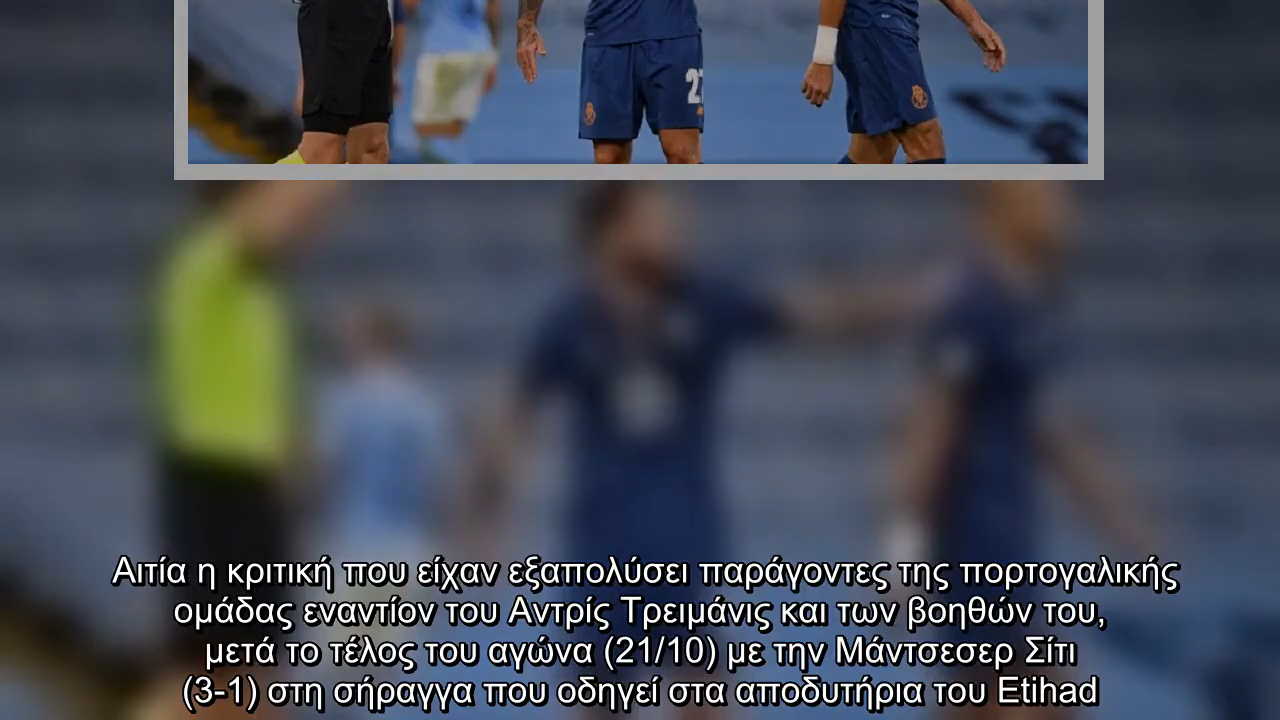 Αιτία η κριτική που είχαν εξαπολύσει παράγοντες της πορτογαλικής
ομάδας εναντίον του Αντρίς Τρειμάνις και των βοηθών του,
μετά το τέλος του αγώνα (21/10) με την Μάντσεσερ Σίτι
(3-1) στη σήραγγα που οδηγεί στα αποδυτήρια του Etihad